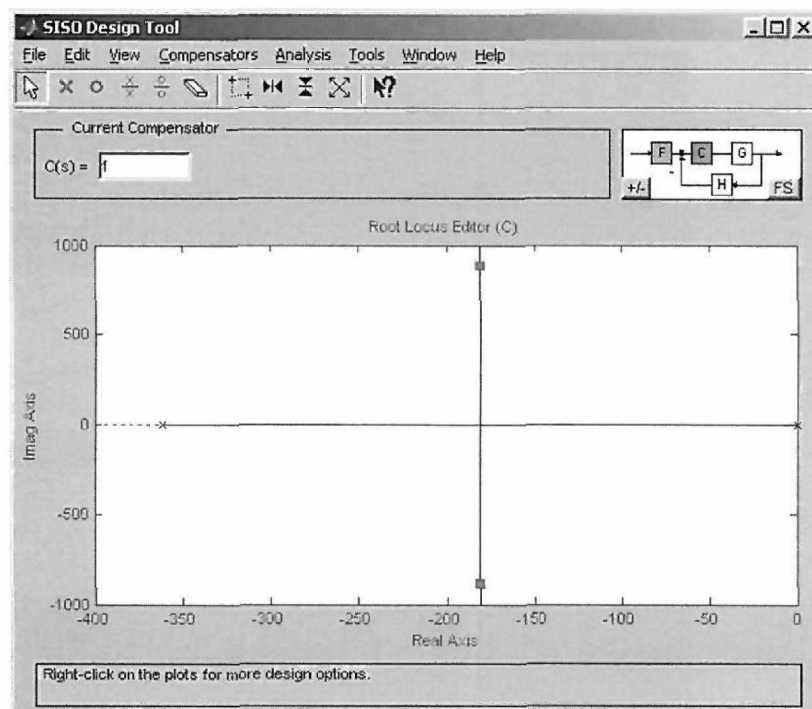 SISO Design Tool
File Edit View Compensators Analysis Tools Window Help
Current Compensator
C(s) = 1
F C G
H
+/- FS
Root Locus Editor (C)
1000
500
0
-500
-1000
Imag Axis
-400 -350 -300 -250 -200 -150 -100 -50 0
Real Axis
Right-click on the plots for more design options.